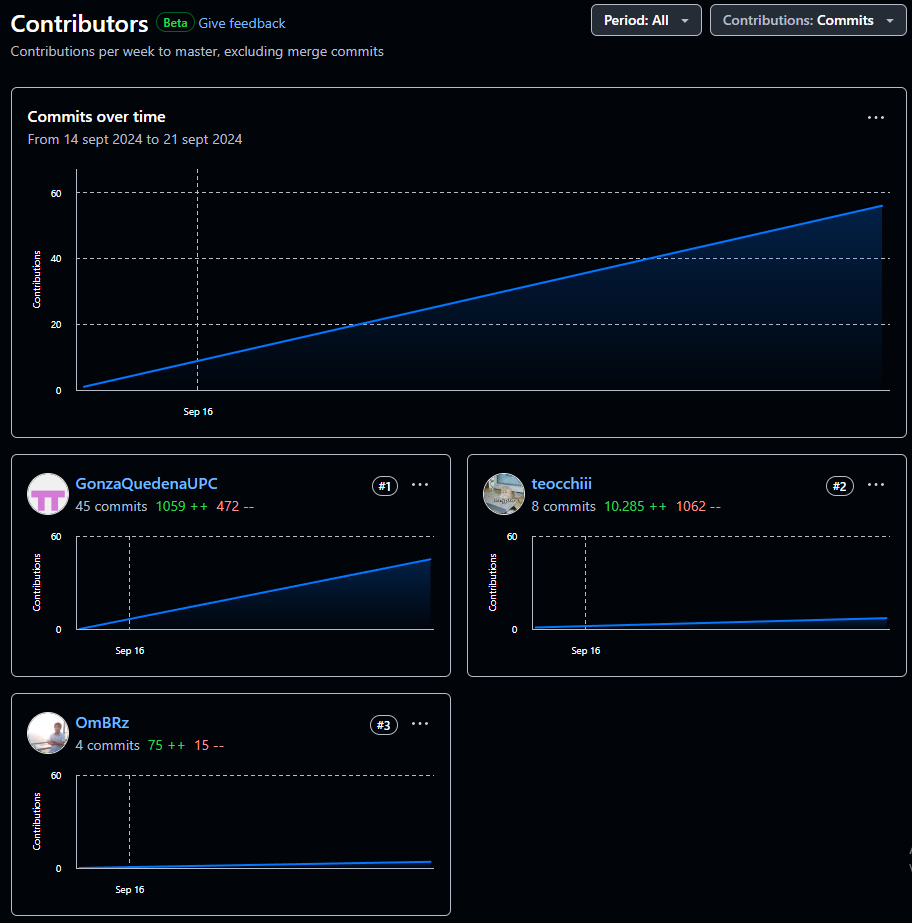 Contributors Beta Give feedback
Period: All
Contributions: Commits
Contributions per week to master, excluding merge commits
Commits over time
From 14 sept 2024 to 21 sept 2024
60
40
20
0
Contributions
Sep 16
GonzaQuedenaUPC
#1
45 commits 1059 ++ 472 --
60
0
Contributions
Sep 16
teocchiii
#2
8 commits 10.285 ++ 1062 --
60
0
Contributions
Sep 16
OmBRz
#3
4 commits 75 ++ 15 --
60
0
Contributions
Sep 16